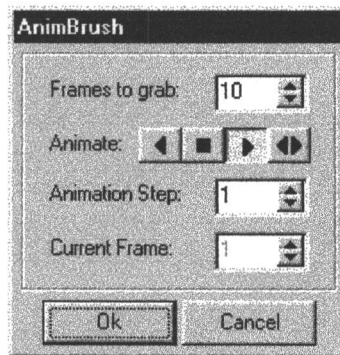 AnimBrush
Frames to grab: 10
Animate:
Animation Step: 1
Current Frame: 1
Ok Cancel